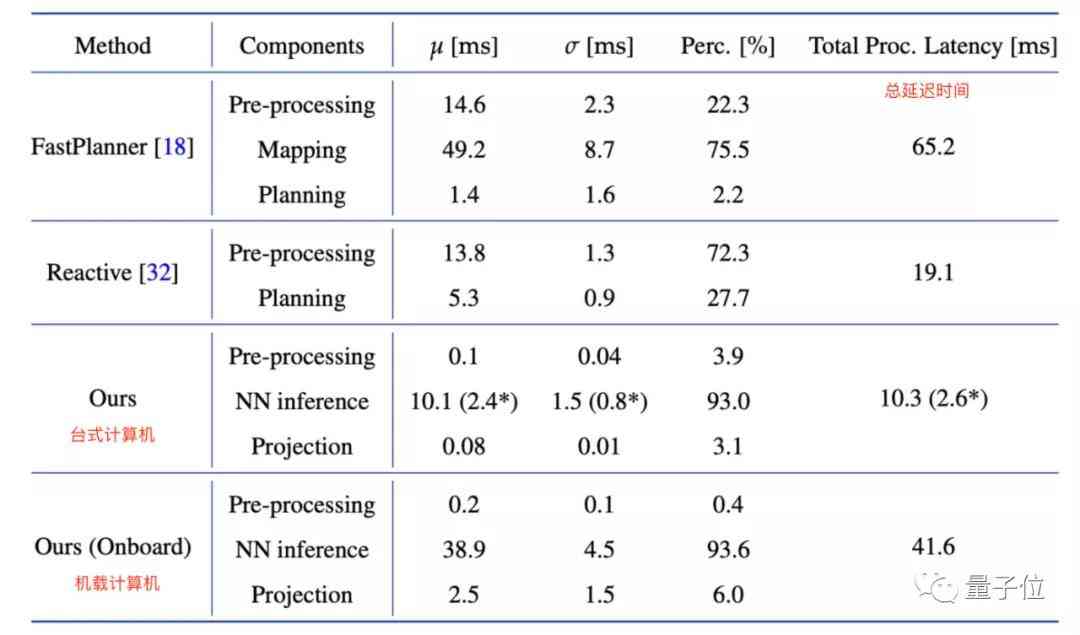 Method Components μ [ms] σ [ms] Perc. [%] Total Proc. Latency [ms]
总延迟时间
Pre-processing 14.6 2.3 22.3
FastPlanner [18] Mapping 49.2 8.7 75.5 65.2
Planning 1.4 1.6 2.2
Pre-processing 13.8 1.3 72.3
Reactive [32] 19.1
Planning 5.3 0.9 27.7
Pre-processing 0.1 0.04 3.9
Ours NN inference 10.1 (2.4*) 1.5 (0.8*) 93.0 10.3 (2.6*)
台式计算机
Projection 0.08 0.01 3.1
Pre-processing 0.2 0.1 0.4
Ours (Onboard) NN inference 38.9 4.5 93.6 41.6
机载计算机
Projection 2.5 1.5 6.0
量子位